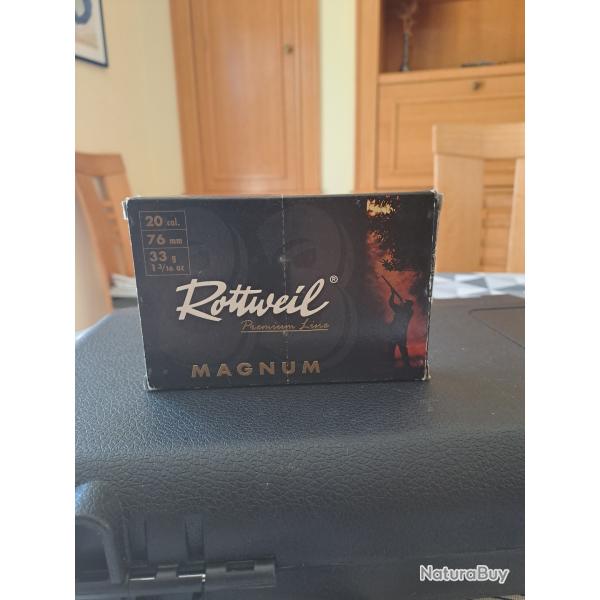 20 cal.
76 mm
33 g
1 3/16 oz
Rottweil®
Premium Line
MAGNUM
NaturaBuy